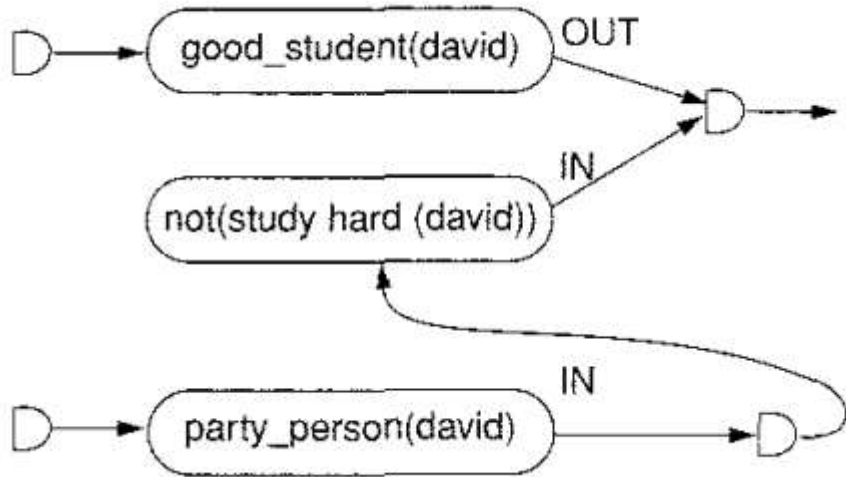 good_student(david)
OUT
IN
not(study hard (david))
IN
party_person(david)